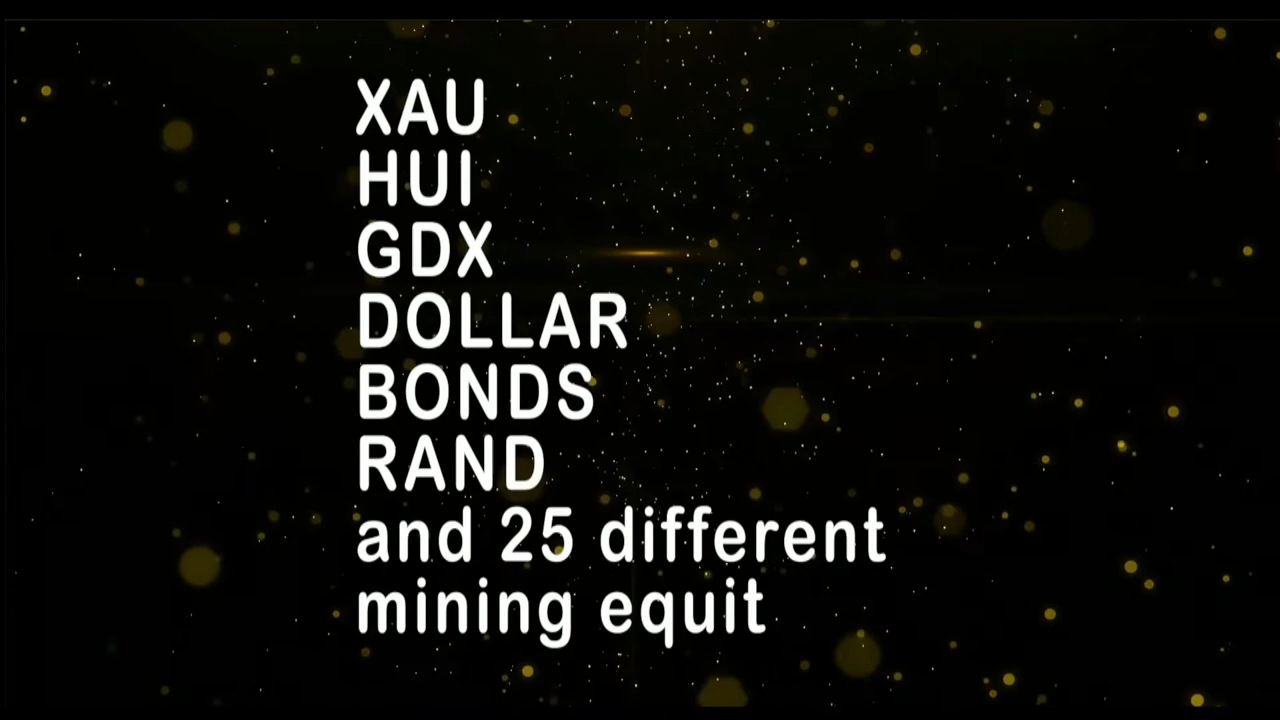 XAU
HUI
GDX
DOLLAR
BONDS
RAND
and 25 different
mining equit